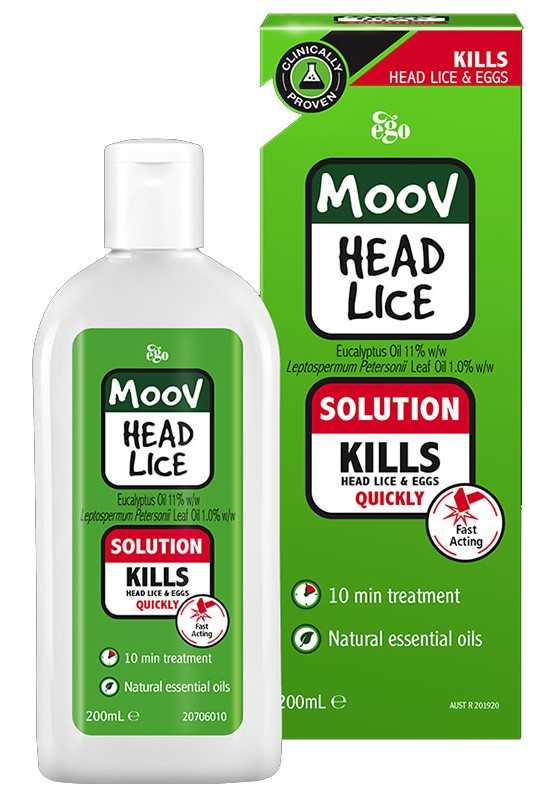 ego
MOOV
HEAD
LICE
Eucalyptus Oil 11% w/w
Leptospermum Petersonii Leaf Oil 1.0% w/w
SOLUTION
KILLS
HEAD LICE & EGGS
QUICKLY
Fast
Acting
10 min treatment
Natural essential oils
200mL ℮
20706010
CLINICALLY
PROVEN
KILLS
HEAD LICE & EGGS
ego
MOOV
HEAD
LICE
Eucalyptus Oil 11% w/w
Leptospermum Petersonii Leaf Oil 1.0% w/w
SOLUTION
KILLS
HEAD LICE & EGGS
QUICKLY
Fast
Acting
10 min treatment
Natural essential oils
200mL ℮
AUST R 201920